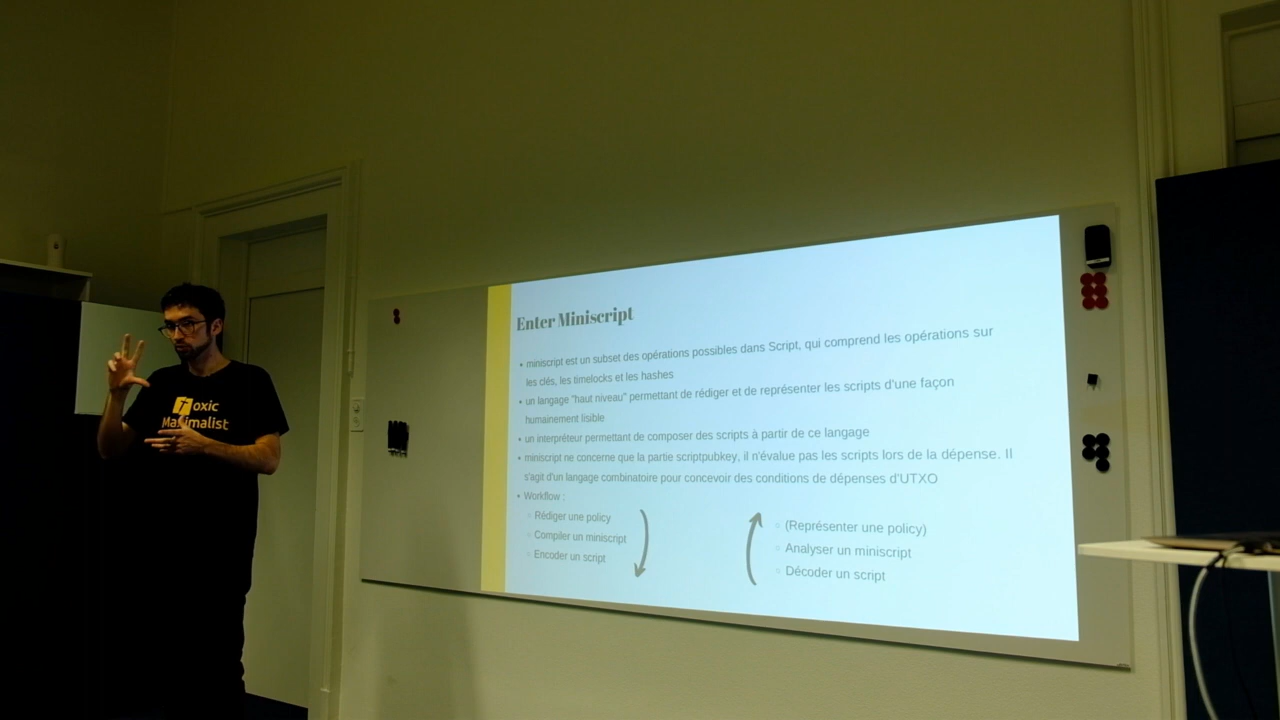 Toxic
Maximalist
Enter Miniscript
• miniscript est un subset des opérations possibles dans Script, qui comprend les opérations sur
les clés, les timelocks et les hashes
• un langage "haut niveau" permettant de rédiger et de représenter les scripts d'une façon
humainement lisible
• un interpréteur permettant de composer des scripts à partir de ce langage
• miniscript ne concerne que la partie scriptpubkey, il n'évalue pas les scripts lors de la dépense. Il
s'agit d'un langage combinatoire pour concevoir des conditions de dépenses d'UTXO
• Workflow :
○ Rédiger une policy
○ Compiler un miniscript
○ Encoder un script
○ (Représenter une policy)
○ Analyser un miniscript
○ Décoder un script